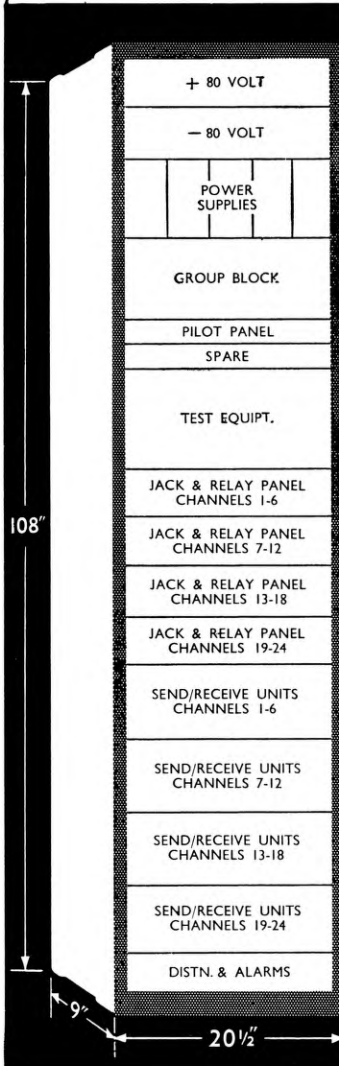 + 80 VOLT
— 80 VOLT
POWER
SUPPLIES
GROUP BLOCK
PILOT PANEL
SPARE
TEST EQUIPT.
JACK & RELAY PANEL
CHANNELS 1-6
JACK & RELAY PANEL
CHANNELS 7-12
JACK & RELAY PANEL
CHANNELS 13-18
JACK & RELAY PANEL
CHANNELS 19-24
SEND/RECEIVE UNITS
CHANNELS 1-6
SEND/RECEIVE UNITS
CHANNELS 7-12
SEND/RECEIVE UNITS
CHANNELS 13-18
SEND/RECEIVE UNITS
CHANNELS 19-24
DISTN. & ALARMS
108"
9"
20½"